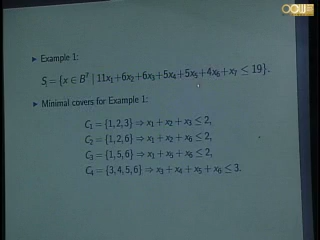 OCW
Example 1:
S = {x ∈ B⁷ | 11x₁+6x₂+6x₃+5x₄+5x₅+4x₆+x₇ ≤ 19}.
Minimal covers for Example 1:
C₁ = {1,2,3} ⇒ x₁+x₂+x₃ ≤ 2,
C₂ = {1,2,6} ⇒ x₁+x₂+x₆ ≤ 2,
C₃ = {1,5,6} ⇒ x₁+x₅+x₆ ≤ 2,
C₄ = {3,4,5,6} ⇒ x₃+x₄+x₅+x₆ ≤ 3.